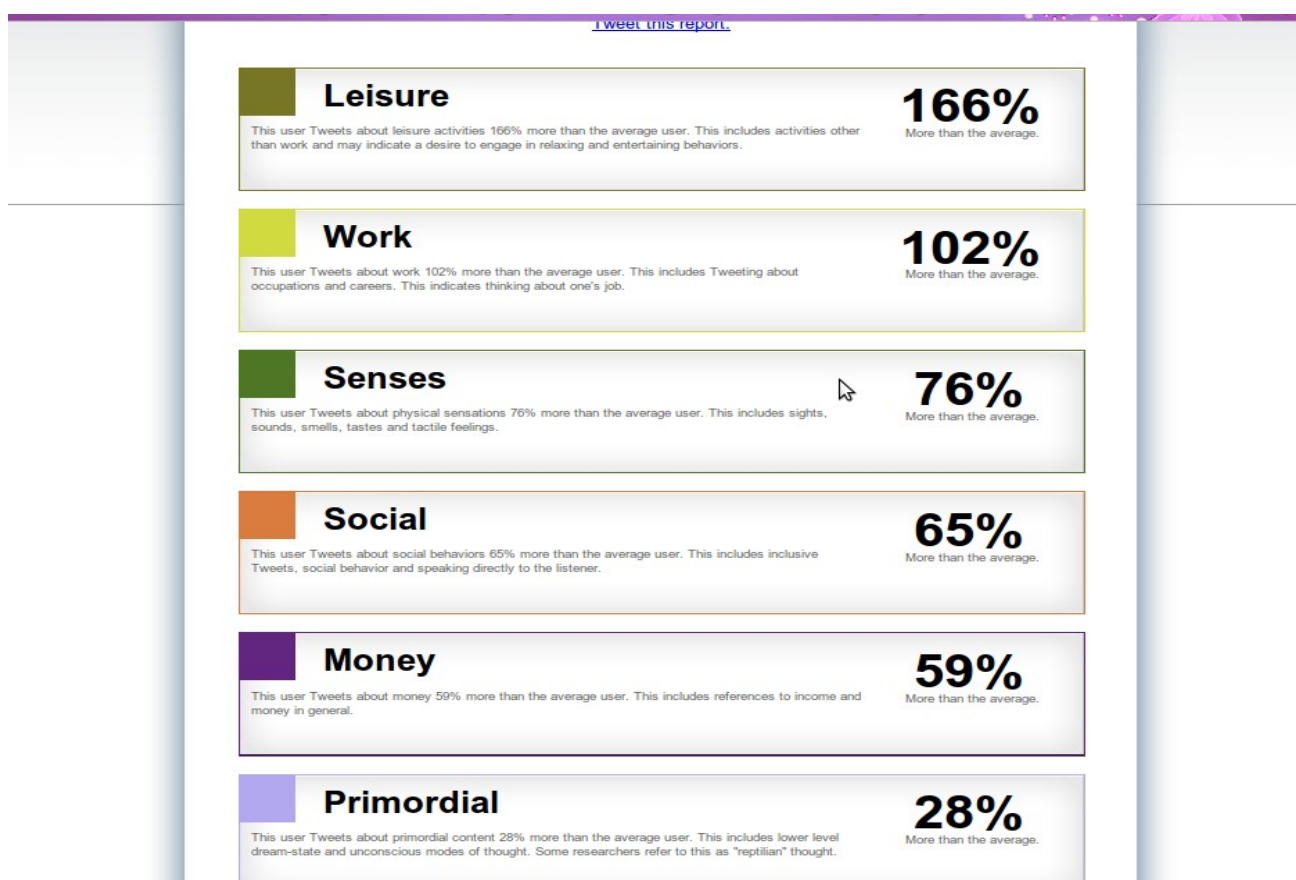 Tweet this report.
Leisure
166%
This user Tweets about leisure activities 166% more than the average user. This includes activities other
than work and may indicate a desire to engage in relaxing and entertaining behaviors.
More than the average.
Work
102%
This user Tweets about work 102% more than the average user. This includes Tweeting about
occupations and careers. This indicates thinking about one's job.
More than the average.
Senses
76%
This user Tweets about physical sensations 76% more than the average user. This includes sights,
sounds, smells, tastes and tactile feelings.
More than the average.
Social
65%
This user Tweets about social behaviors 65% more than the average user. This includes inclusive
Tweets, social behavior and speaking directly to the listener.
More than the average.
Money
59%
This user Tweets about money 59% more than the average user. This includes references to income and
money in general.
More than the average.
Primordial
28%
This user Tweets about primordial content 28% more than the average user. This includes lower level
dream-state and unconscious modes of thought. Some researchers refer to this as "reptilian" thought.
More than the average.